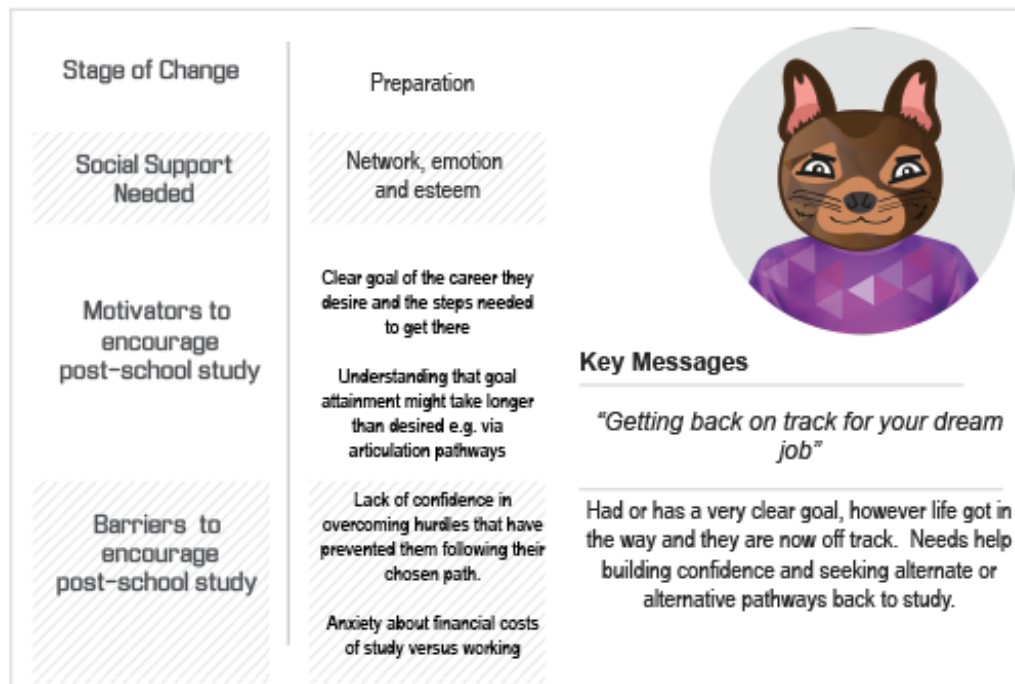 Stage of Change
Preparation
Social Support
Needed
Network, emotion
and esteem
Motivators to
encourage
post-school study
Clear goal of the career they
desire and the steps needed
to get there
Understanding that goal
attainment might take longer
than desired e.g. via
articulation pathways
Barriers to
encourage
post-school study
Lack of confidence in
overcoming hurdles that have
prevented them following their
chosen path.
Anxiety about financial costs
of study versus working
Key Messages
“Getting back on track for your dream
job”
Had or has a very clear goal, however life got in
the way and they are now off track. Needs help
building confidence and seeking alternate or
alternative pathways back to study.